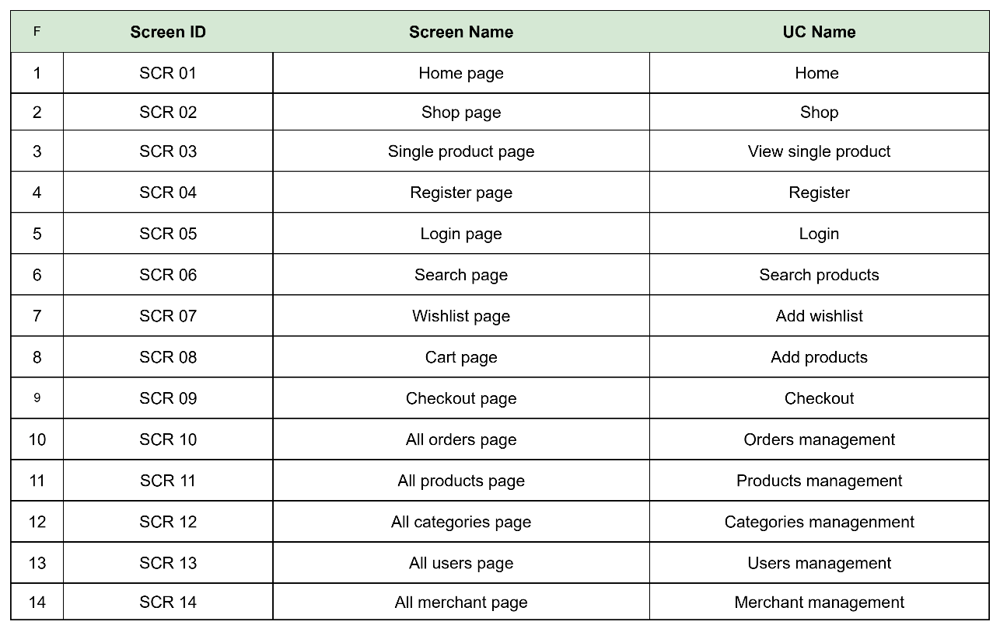 F Screen ID Screen Name UC Name
1 SCR 01 Home page Home
2 SCR 02 Shop page Shop
3 SCR 03 Single product page View single product
4 SCR 04 Register page Register
5 SCR 05 Login page Login
6 SCR 06 Search page Search products
7 SCR 07 Wishlist page Add wishlist
8 SCR 08 Cart page Add products
9 SCR 09 Checkout page Checkout
10 SCR 10 All orders page Orders management
11 SCR 11 All products page Products management
12 SCR 12 All categories page Categories managenment
13 SCR 13 All users page Users management
14 SCR 14 All merchant page Merchant management